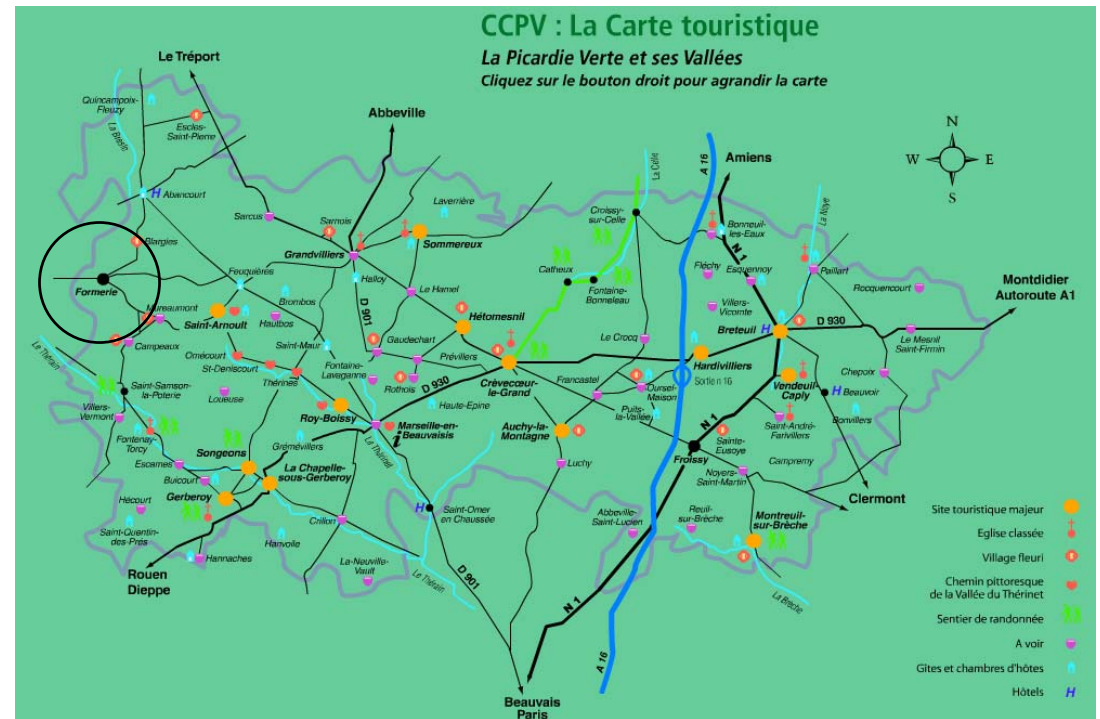 CCPV : La Carte touristique
La Picardie Verte et ses Vallées
Cliquez sur le bouton droit pour agrandir la carte
Le Tréport
Quincampoix-
Fleuzy
Escles-
Saint-Pierre
Abbeville
Amiens
N
W
E
S
A 16
La Bresle
La Celle
La Noye
H Abancourt
Sarcus
Sarnois
Laverrière
Sommereux
Croissy-
sur-Celle
Bonneuil-
les-Eaux
N 1
Blargies
Grandvilliers
Halloy
Catheux
Fontaine-
Bonneleau
Fléchy
Esquennoy
Paillart
Rocquencourt
Montdidier
Autoroute A1
Formerie
Feuquières
Brombos
Le Hamel
Villers-
Vicomte
Mureaumont
Saint-Arnoult
Hautbos
D 901
Hétomesnil
Breteuil
H
D 930
Campeaux
Omécourt
St-Deniscourt
Saint-Maur
Gaudechart
Prévillers
Le Crocq
Hardivilliers
Le Mesnil
Saint-Firmin
Le Thérain
Thérines
Fontaine-
Lavaganne
Rothois
D 930
Crèvecœur-
le-Grand
Francastel
Oursel-
Maison
Sortie n 16
Vendeuil-
Caply
Chepoix
Saint-Samson-
la-Poterie
Loueuse
Haute-Epine
Puits-
la-Vallée
H Beauvoir
Villers-
Vermont
Roy-Boissy
Marseille-en-
Beauvaisis
i
Auchy-la-
Montagne
N 1
Saint-André-
Farivillers
Bonvillers
Fontenay-
Torcy
Grémévillers
Le Thérinet
Sainte-
Eusoye
Froissy
Escames
Songeons
Luchy
Campremy
Buicourt
La Chapelle-
sous-Gerberoy
Noyers-
Saint-Martin
Clermont
Hécourt
Gerberoy
H
Saint-Omer
en Chaussée
Abbeville-
Saint-Lucien
Reuil-
sur-Brèche
Montreuil-
sur-Brèche
Saint-Quentin-
des-Prés
Crillon
Hannaches
Hanvoile
La-Neuville-
Vault
Le Thérain
D 901
Rouen
Dieppe
La Brèche
N 1
A 16
Beauvais
Paris
Site touristique majeur
Eglise classée
Village fleuri
Chemin pittoresque
de la Vallée du Thérinet
Sentier de randonnée
A voir
Gîtes et chambres d'hôtes
Hôtels H